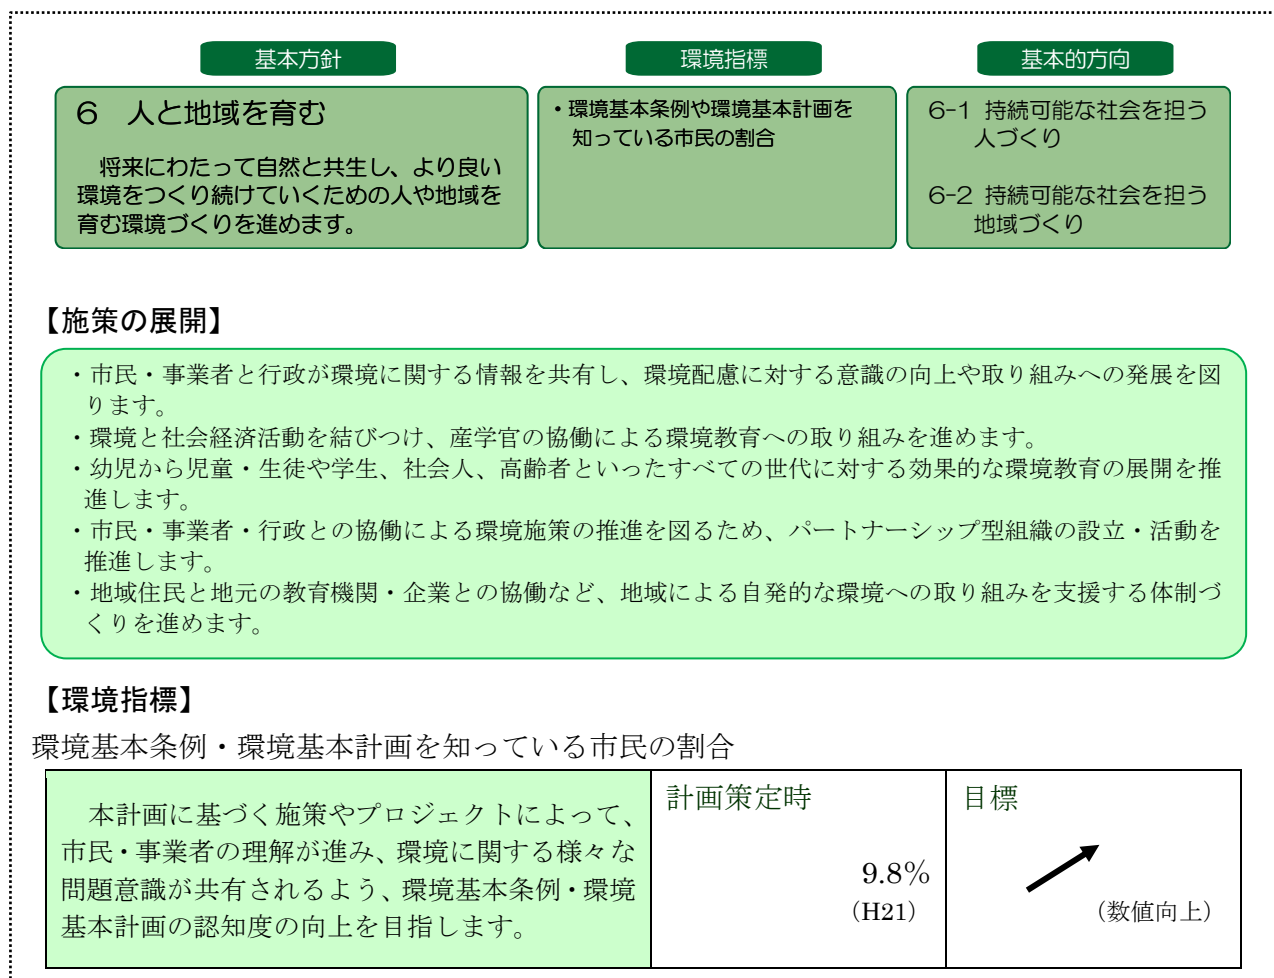 基本方針
環境指標
基本的方向
6　人と地域を育む
将来にわたって自然と共生し、より良い
環境をつくり続けていくための人や地域を
育む環境づくりを進めます。
・環境基本条例や環境基本計画を
知っている市民の割合
6-1 持続可能な社会を担う
人づくり
6-2 持続可能な社会を担う
地域づくり
【施策の展開】
・市民・事業者と行政が環境に関する情報を共有し、環境配慮に対する意識の向上や取り組みへの発展を図
ります。
・環境と社会経済活動を結びつけ、産学官の協働による環境教育への取り組みを進めます。
・幼児から児童・生徒や学生、社会人、高齢者といったすべての世代に対する効果的な環境教育の展開を推
進します。
・市民・事業者・行政との協働による環境施策の推進を図るため、パートナーシップ型組織の設立・活動を
推進します。
・地域住民と地元の教育機関・企業との協働など、地域による自発的な環境への取り組みを支援する体制づ
くりを進めます。
【環境指標】
環境基本条例・環境基本計画を知っている市民の割合
本計画に基づく施策やプロジェクトによって、
市民・事業者の理解が進み、環境に関する様々な
問題意識が共有されるよう、環境基本条例・環境
基本計画の認知度の向上を目指します。
計画策定時
9.8%
（H21）
目標
（数値向上）